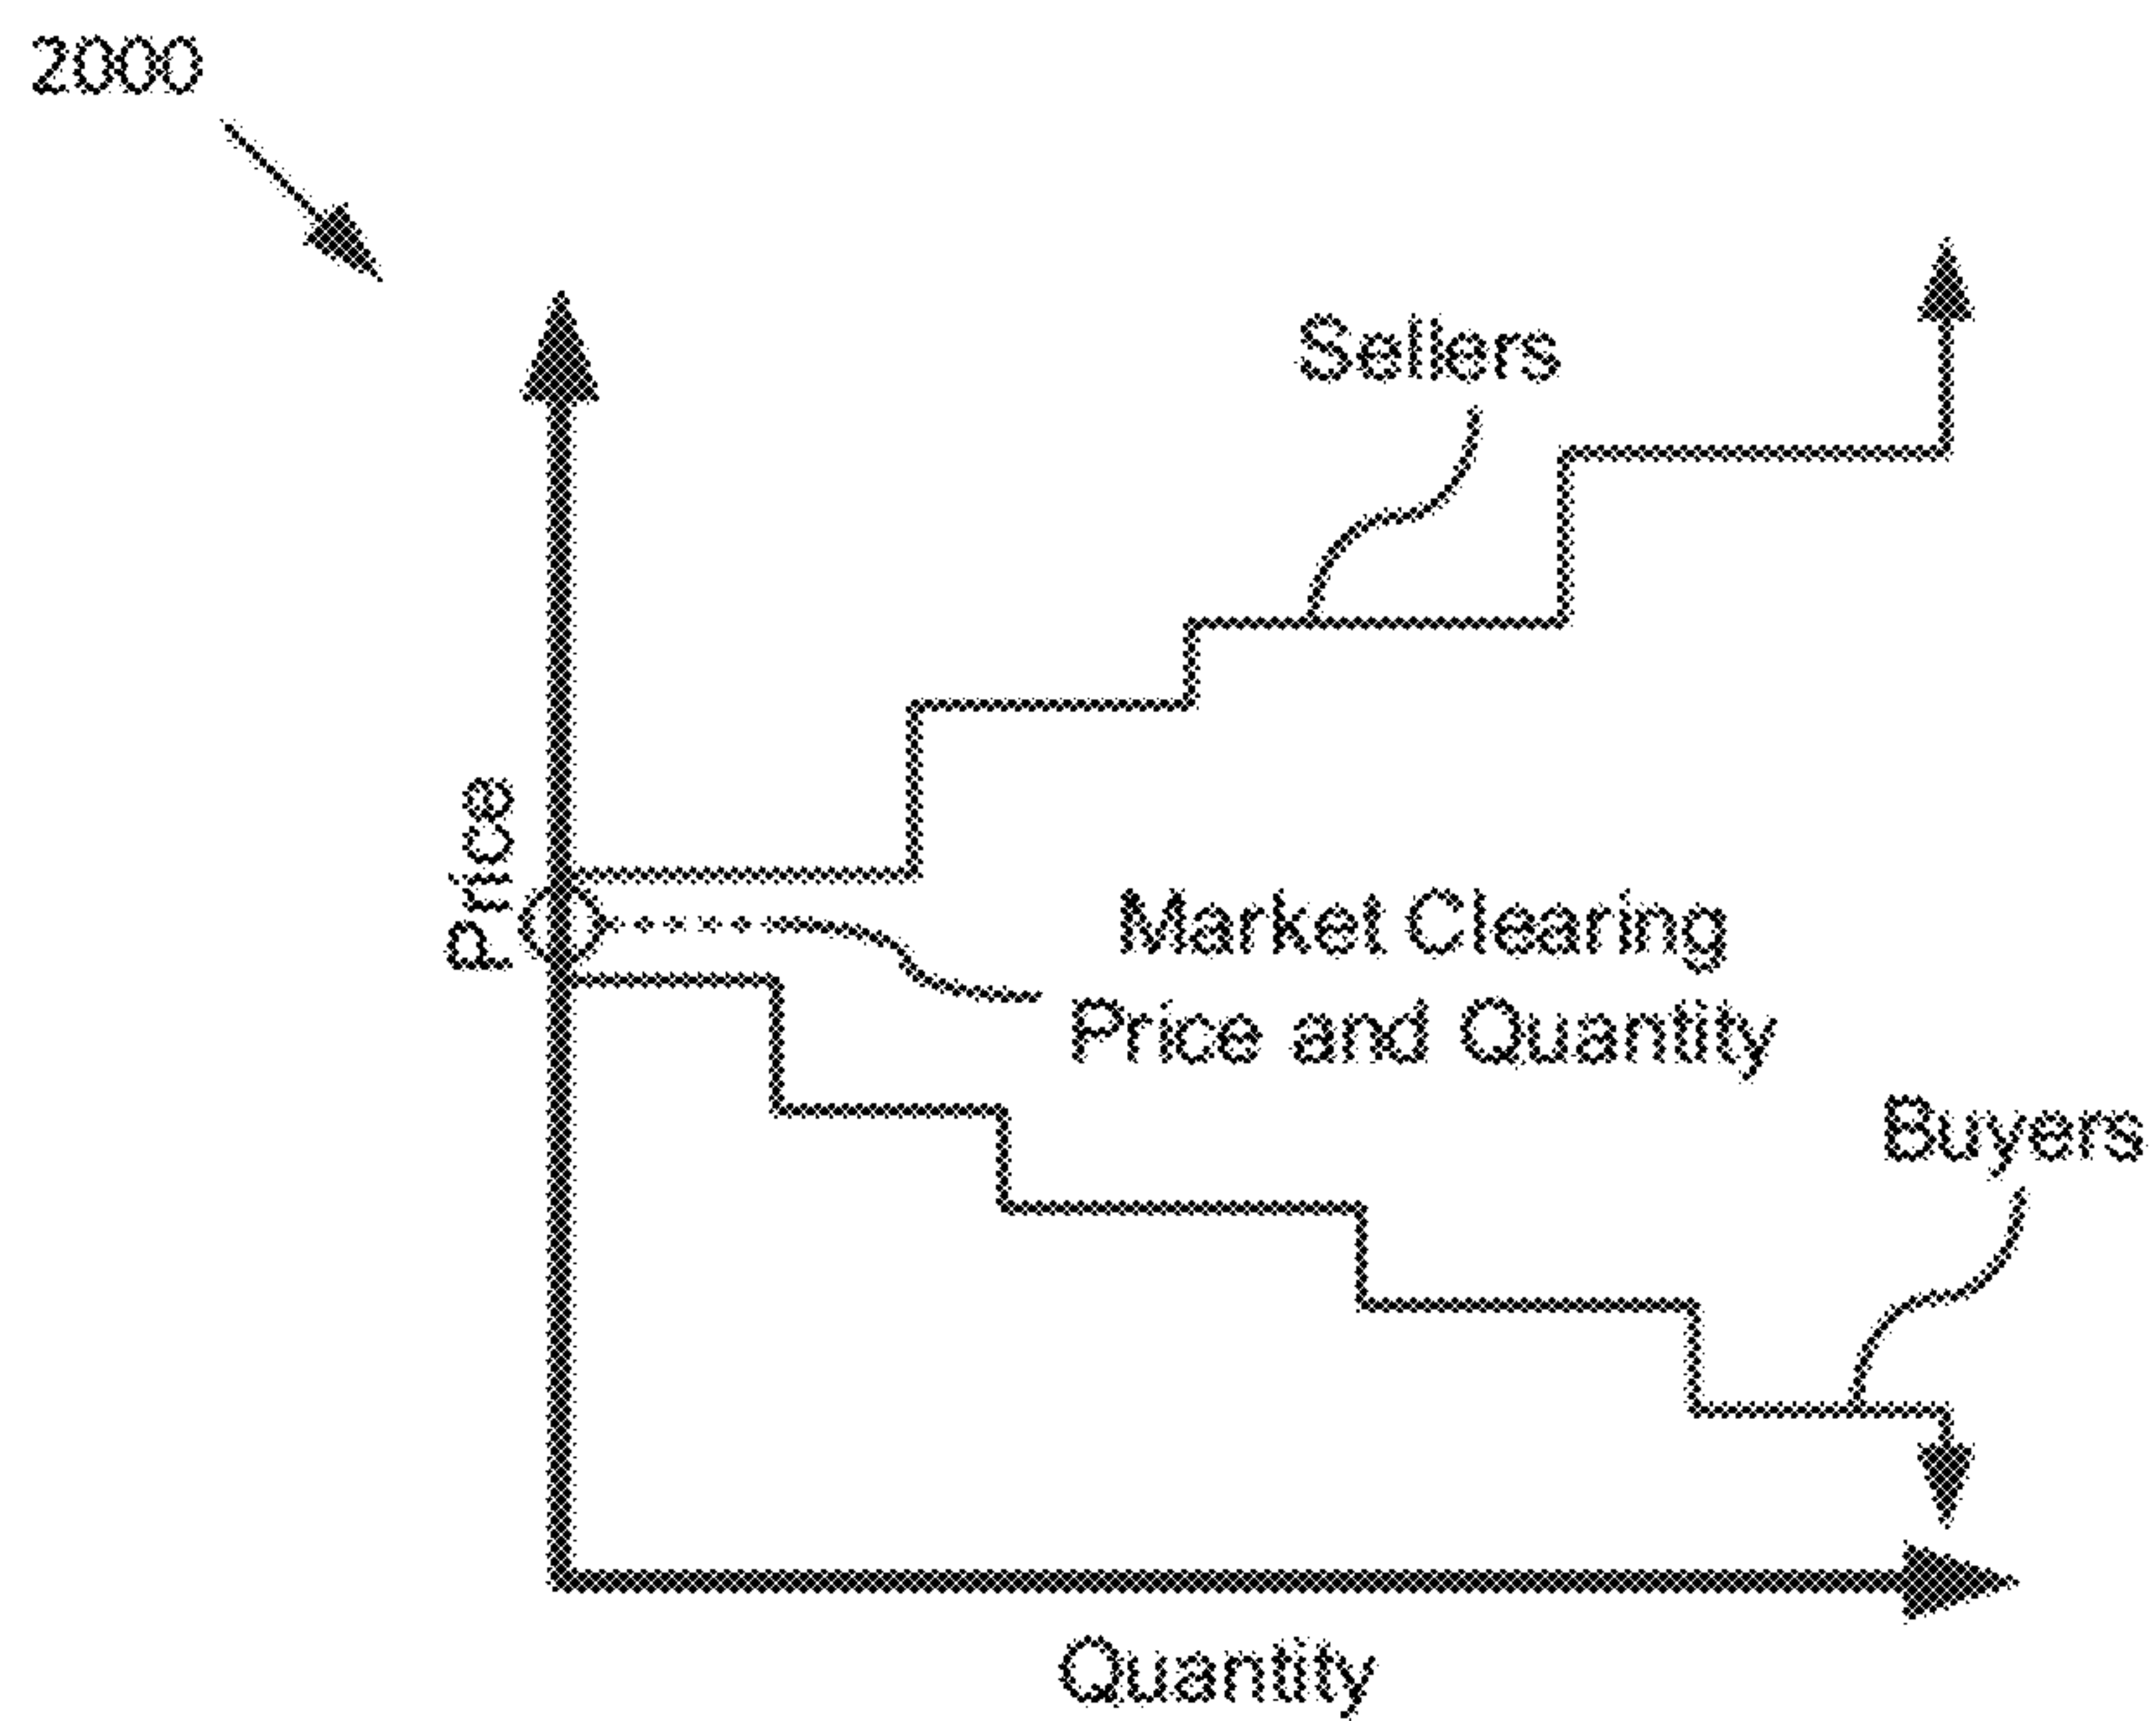 2000
Sellers
Price
Market Clearing
Price and Quantity
Buyers
Quantity